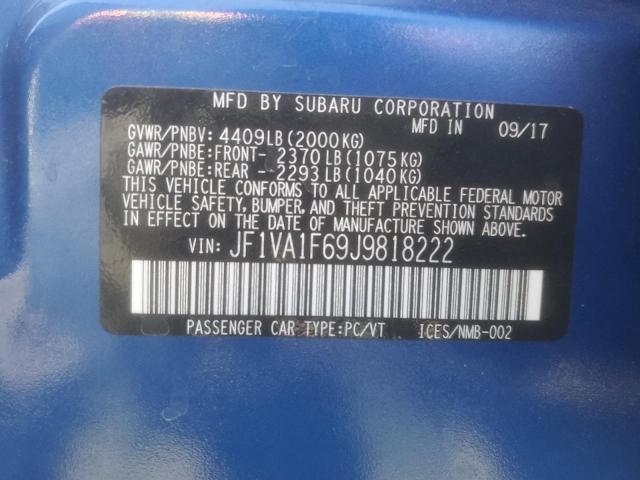 MFD BY SUBARU CORPORATION
MFD IN 09/17
GVWR/PNBV: 4409LB(2000KG)
GAWR/PNBE:FRONT- 2370LB(1075KG)
GAWR/PNBE:REAR - 2293LB(1040KG)
THIS VEHICLE CONFORMS TO ALL APPLICABLE FEDERAL MOTOR
VEHICLE SAFETY, BUMPER, AND THEFT PREVENTION STANDARDS
IN EFFECT ON THE DATE OF MANUFACTURE SHOWN ABOVE.
VIN: JF1VA1F69J9818222
PASSENGER CAR TYPE:PC/VT ICES/NMB-002